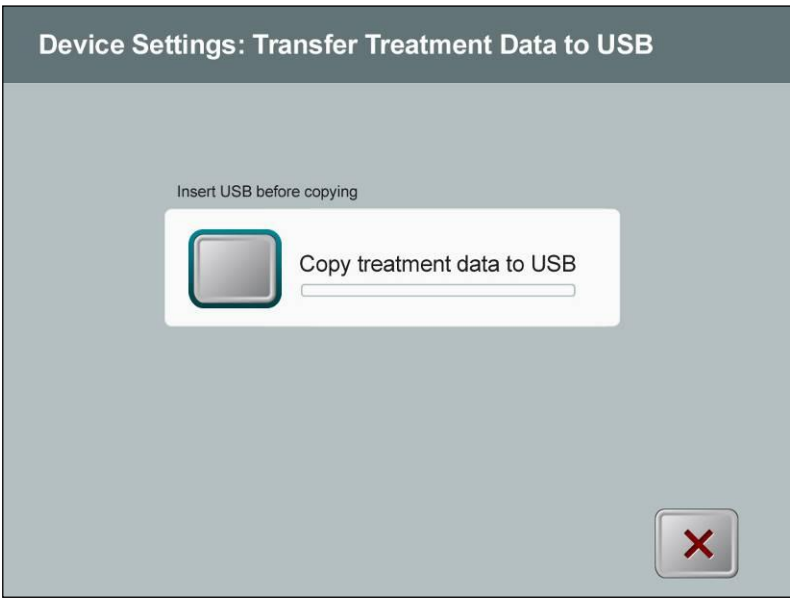 Device Settings: Transfer Treatment Data to USB
Insert USB before copying
Copy treatment data to USB